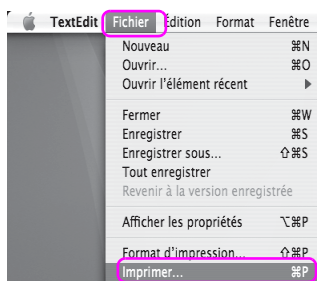 TextEdit Fichier Édition Format Fenêtre
Nouveau ⌘N
Ouvrir... ⌘O
Ouvrir l'élément récent ▶
Fermer ⌘W
Enregistrer ⌘S
Enregistrer sous... ⇧⌘S
Tout enregistrer
Revenir à la version enregistrée
Afficher les propriétés ⌥⌘P
Format d'impression... ⇧⌘P
Imprimer... ⌘P